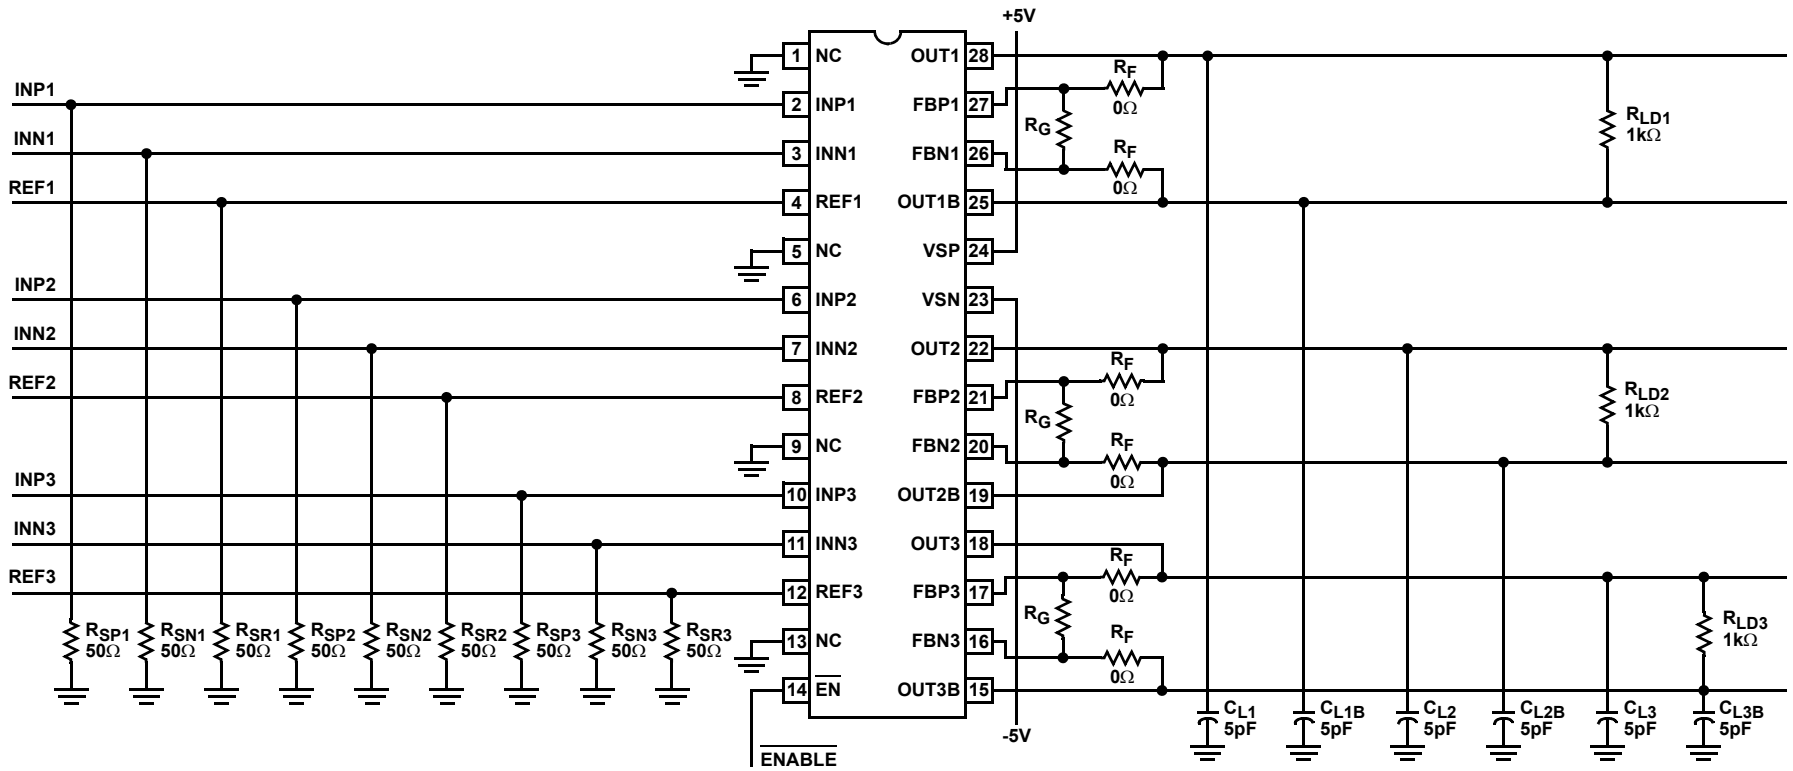 +5V
1 NC OUT1 28
RF
0Ω
INP1
2 INP1 FBP1 27
RG
RLD1
1kΩ
INN1
3 INN1 FBN1 26
RF
0Ω
REF1
4 REF1 OUT1B 25
5 NC VSP 24
INP2
6 INP2 VSN 23
INN2
7 INN2 OUT2 22
RF
0Ω
REF2
8 REF2 FBP2 21
RG
RLD2
1kΩ
9 NC FBN2 20
RF
0Ω
INP3
10 INP3 OUT2B 19
INN3
11 INN3 OUT3 18
RF
0Ω
REF3
12 REF3 FBP3 17
RG
RSP1
50Ω
RSN1
50Ω
RSR1
50Ω
RSP2
50Ω
RSN2
50Ω
RSR2
50Ω
RSP3
50Ω
RSN3
50Ω
RSR3
50Ω
13 NC FBN3 16
RF
0Ω
RLD3
1kΩ
14 EN OUT3B 15
-5V
CL1
5pF
CL1B
5pF
CL2
5pF
CL2B
5pF
CL3
5pF
CL3B
5pF
ENABLE